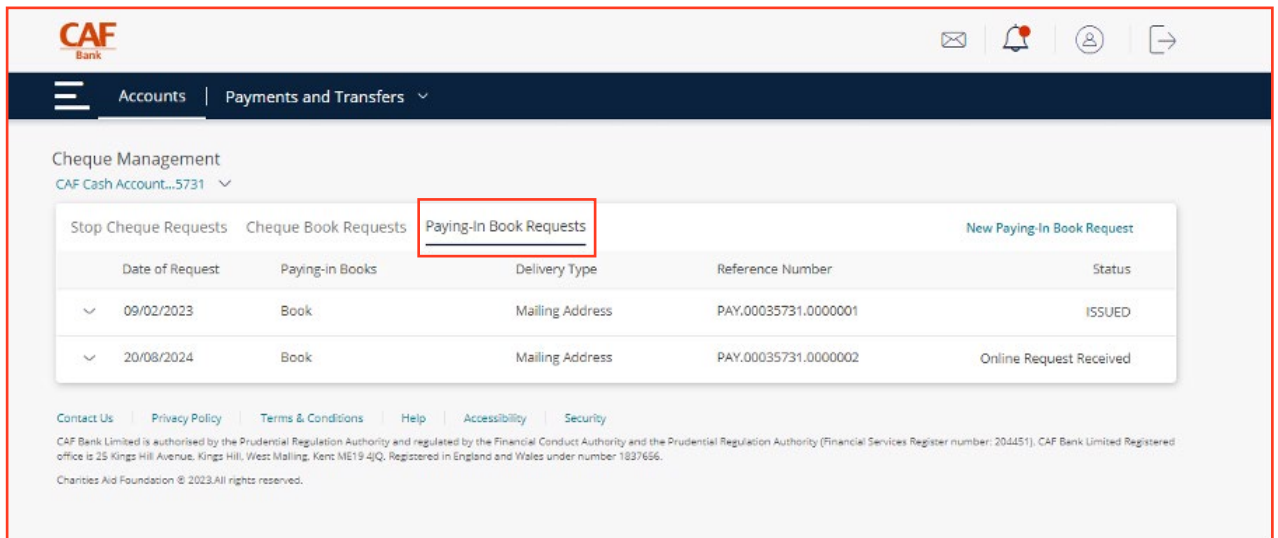 CAF
Bank
Accounts | Payments and Transfers
Cheque Management
CAF Cash Account...5731
Stop Cheque Requests Cheque Book Requests Paying-In Book Requests New Paying-In Book Request
Date of Request Paying-in Books Delivery Type Reference Number Status
09/02/2023 Book Mailing Address PAY.00035731.0000001 ISSUED
20/08/2024 Book Mailing Address PAY.00035731.0000002 Online Request Received
Contact Us Privacy Policy Terms & Conditions Help Accessibility Security
CAF Bank Limited is authorised by the Prudential Regulation Authority and regulated by the Financial Conduct Authority and the Prudential Regulation Authority (Financial Services Register number: 204451). CAF Bank Limited Registered
office is 25 Kings Hill Avenue, Kings Hill, West Malling, Kent ME19 4JQ. Registered in England and Wales under number 1837656.
Charities Aid Foundation © 2023.All rights reserved.